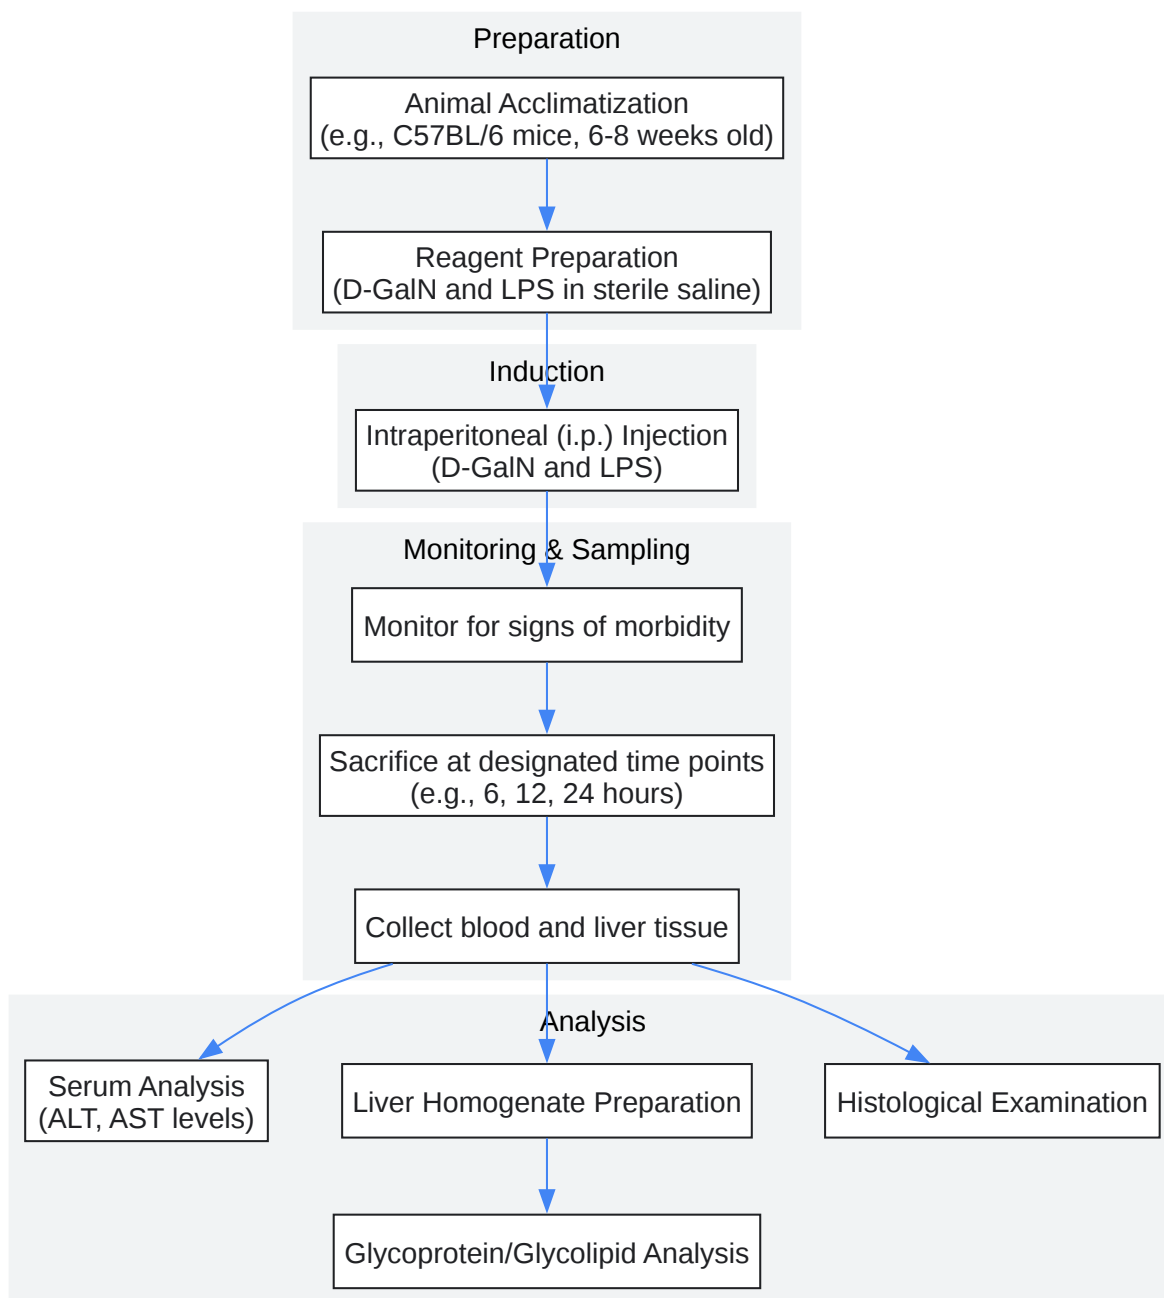 Preparation
Animal Acclimatization
(e.g., C57BL/6 mice, 6-8 weeks old)
Reagent Preparation
(D-GalN and LPS in sterile saline)
Induction
Intraperitoneal (i.p.) Injection
(D-GalN and LPS)
Monitoring & Sampling
Monitor for signs of morbidity
Sacrifice at designated time points
(e.g., 6, 12, 24 hours)
Collect blood and liver tissue
Analysis
Serum Analysis
(ALT, AST levels)
Liver Homogenate Preparation
Histological Examination
Glycoprotein/Glycolipid Analysis